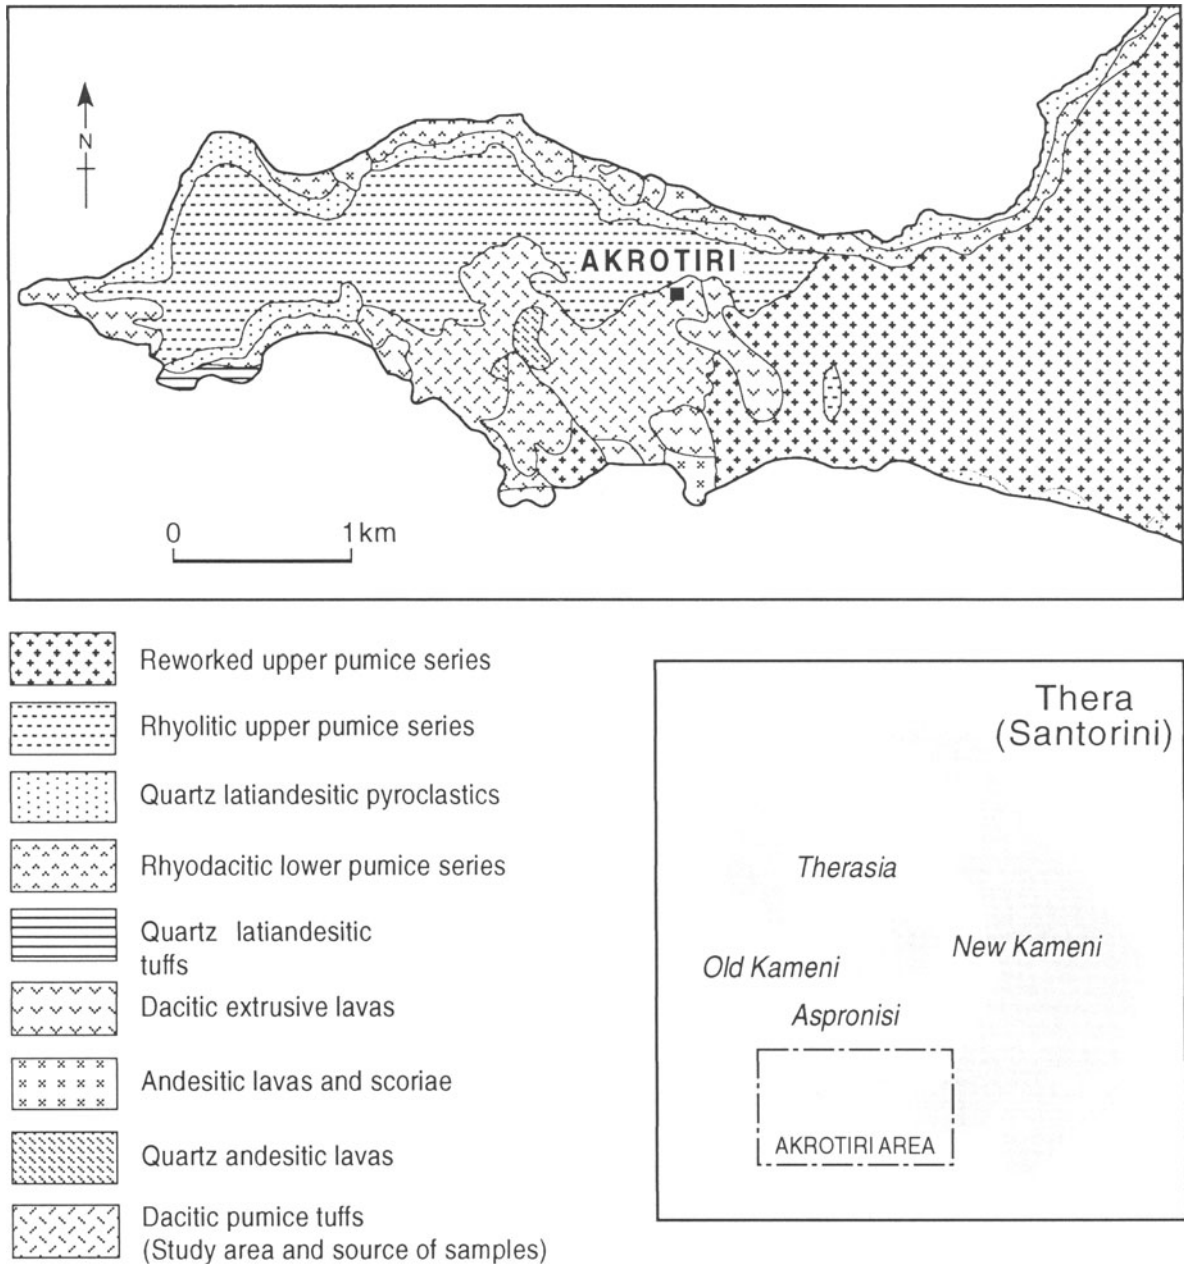 N
AKROTIRI
0 1km
Reworked upper pumice series
Rhyolitic upper pumice series
Quartz latiandesitic pyroclastics
Rhyodacitic lower pumice series
Quartz latiandesitic
tuffs
Dacitic extrusive lavas
Andesitic lavas and scoriae
Quartz andesitic lavas
Dacitic pumice tuffs
(Study area and source of samples)
Thera
(Santorini)
Therasia
New Kameni
Old Kameni
Aspronisi
AKROTIRI AREA